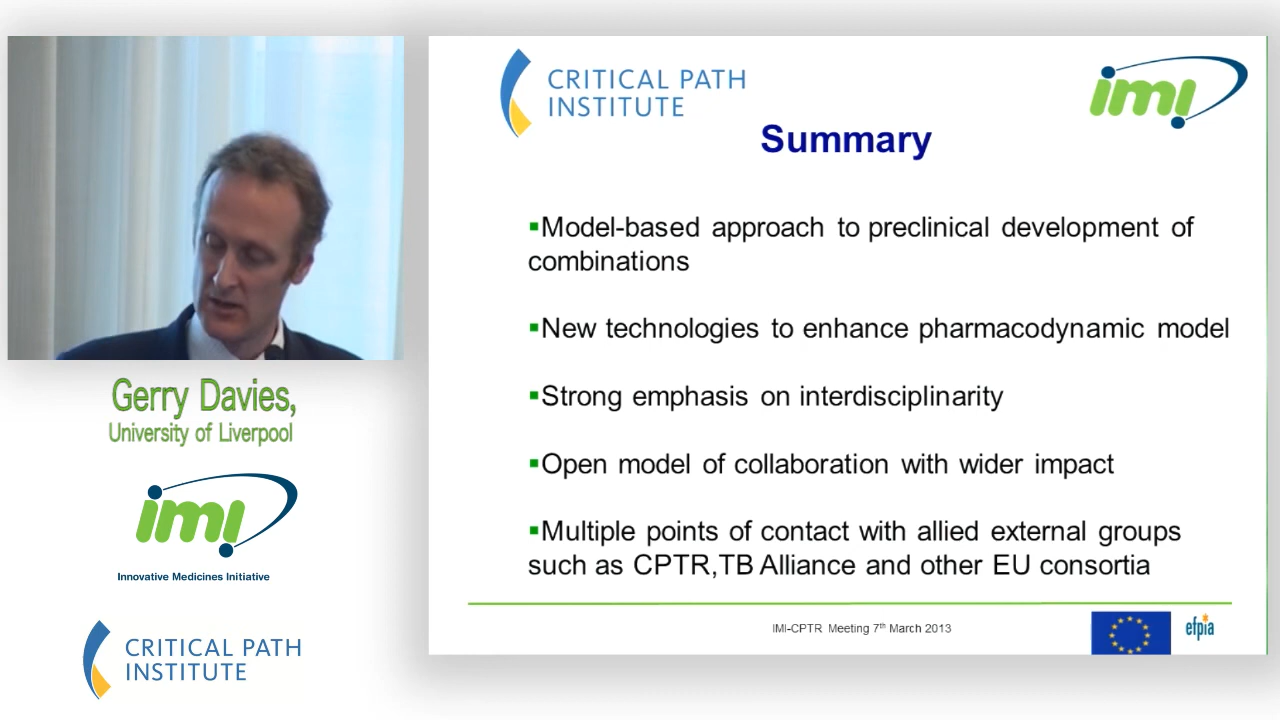 Gerry Davies,
University of Liverpool
imi
Innovative Medicines Initiative
CRITICAL PATH
INSTITUTE
CRITICAL PATH
INSTITUTE
imi
Summary
▪Model-based approach to preclinical development of
combinations
▪New technologies to enhance pharmacodynamic model
▪Strong emphasis on interdisciplinarity
▪Open model of collaboration with wider impact
▪Multiple points of contact with allied external groups
such as CPTR,TB Alliance and other EU consortia
IMI-CPTR Meeting 7th March 2013
efpia